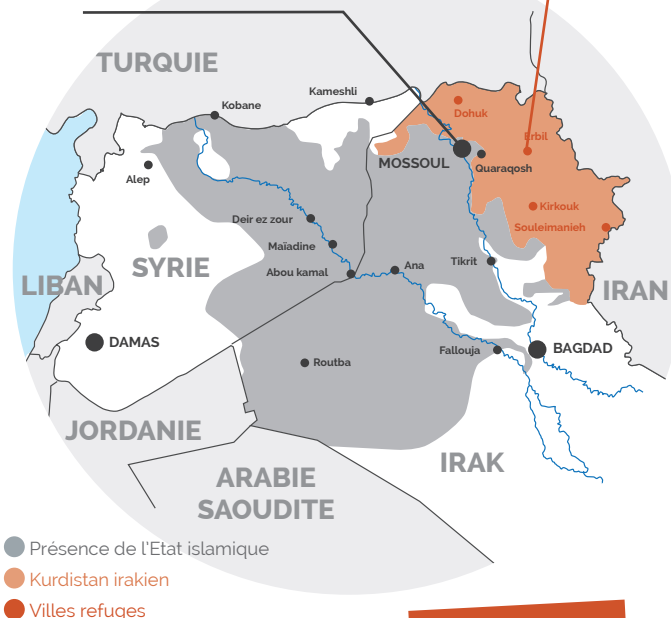 TURQUIE
Kameshli
Kobane
Dohuk
Erbil
MOSSOUL
Quaraqosh
Alep
Kirkouk
Deir ez zour
Souleimanieh
Maïadine
SYRIE
Abou kamal
Ana
Tikrit
LIBAN
IRAN
DAMAS
Fallouja
BAGDAD
Routba
JORDANIE
IRAK
ARABIE
SAOUDITE
Présence de l'Etat islamique
Kurdistan irakien
Villes refuges